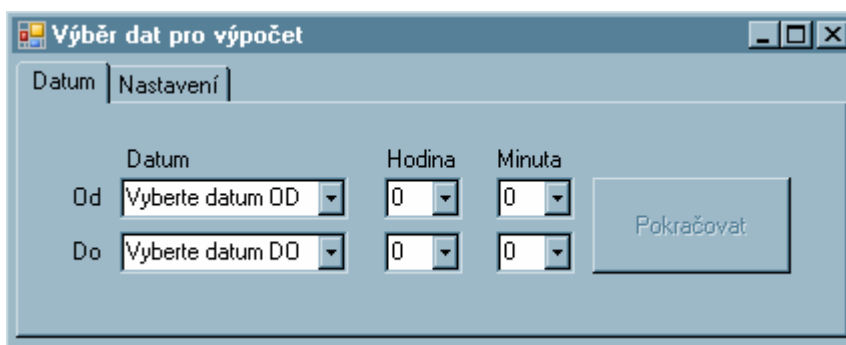 Výběr dat pro výpočet
Datum Nastavení
Datum Hodina Minuta
Od Vyberte datum OD 0 0
Pokračovat
Do Vyberte datum DO 0 0